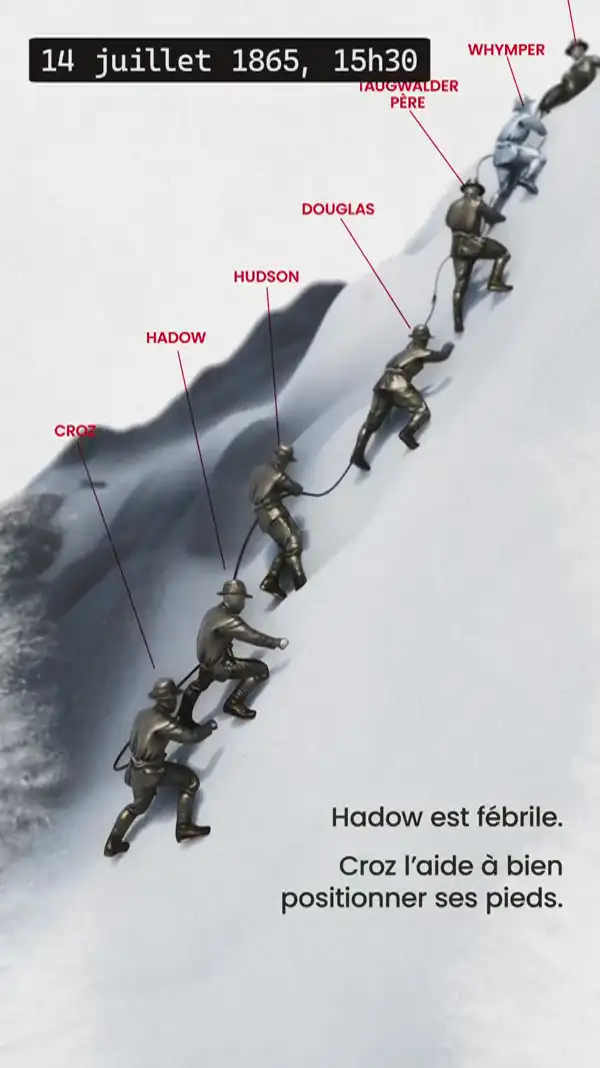 14 juillet 1865, 15h30
WHYMPER
TAUGWALDER
PÈRE
DOUGLAS
HUDSON
HADOW
CROZ
Hadow est fébrile.
Croz l’aide à bien
positionner ses pieds.